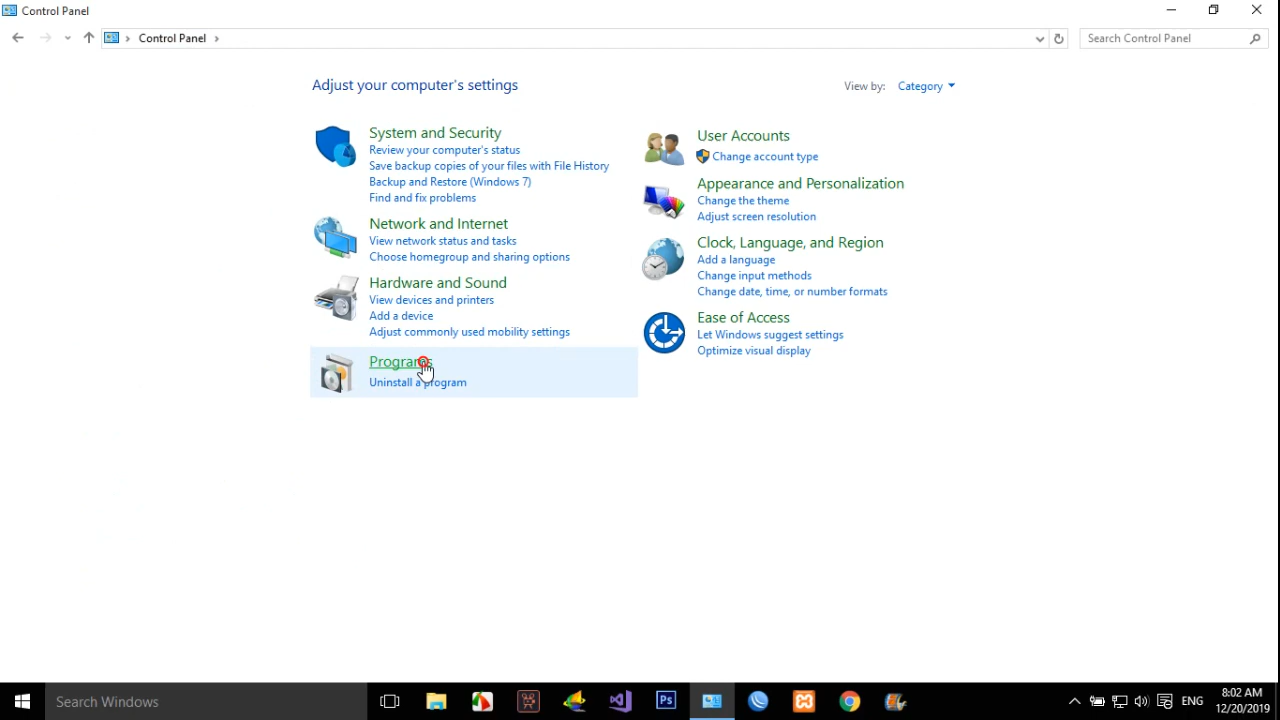 Control Panel
Control Panel
Search Control Panel
Adjust your computer's settings
View by: Category
System and Security
Review your computer's status
Save backup copies of your files with File History
Backup and Restore (Windows 7)
Find and fix problems
Network and Internet
View network status and tasks
Choose homegroup and sharing options
Hardware and Sound
View devices and printers
Add a device
Adjust commonly used mobility settings
Programs
Uninstall a program
User Accounts
Change account type
Appearance and Personalization
Change the theme
Adjust screen resolution
Clock, Language, and Region
Add a language
Change input methods
Change date, time, or number formats
Ease of Access
Let Windows suggest settings
Optimize visual display
Search Windows
Ps
ENG
8:02 AM
12/20/2019